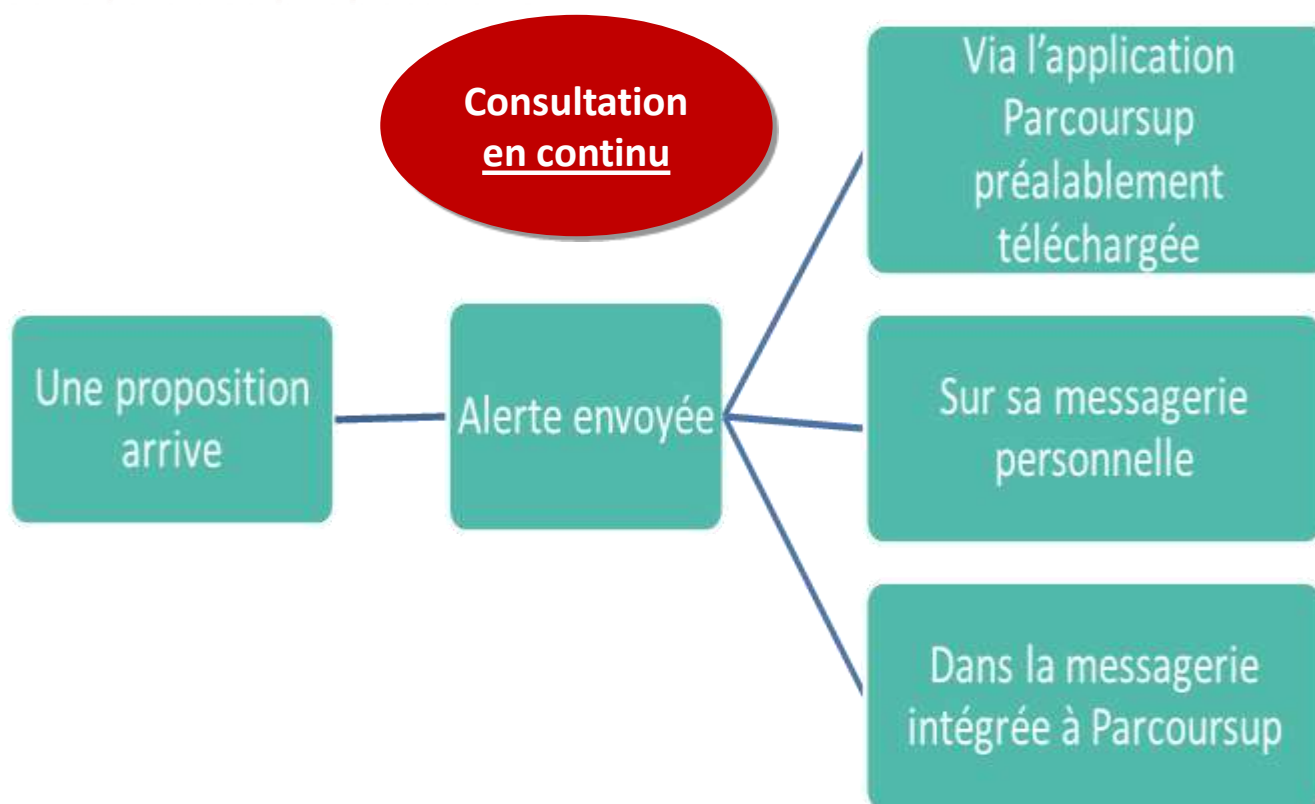 Consultation
en continu
Une proposition
arrive
Alerte envoyée
Via l’application
Parcoursup
préalablement
téléchargée
Sur sa messagerie
personnelle
Dans la messagerie
intégrée à Parcoursup